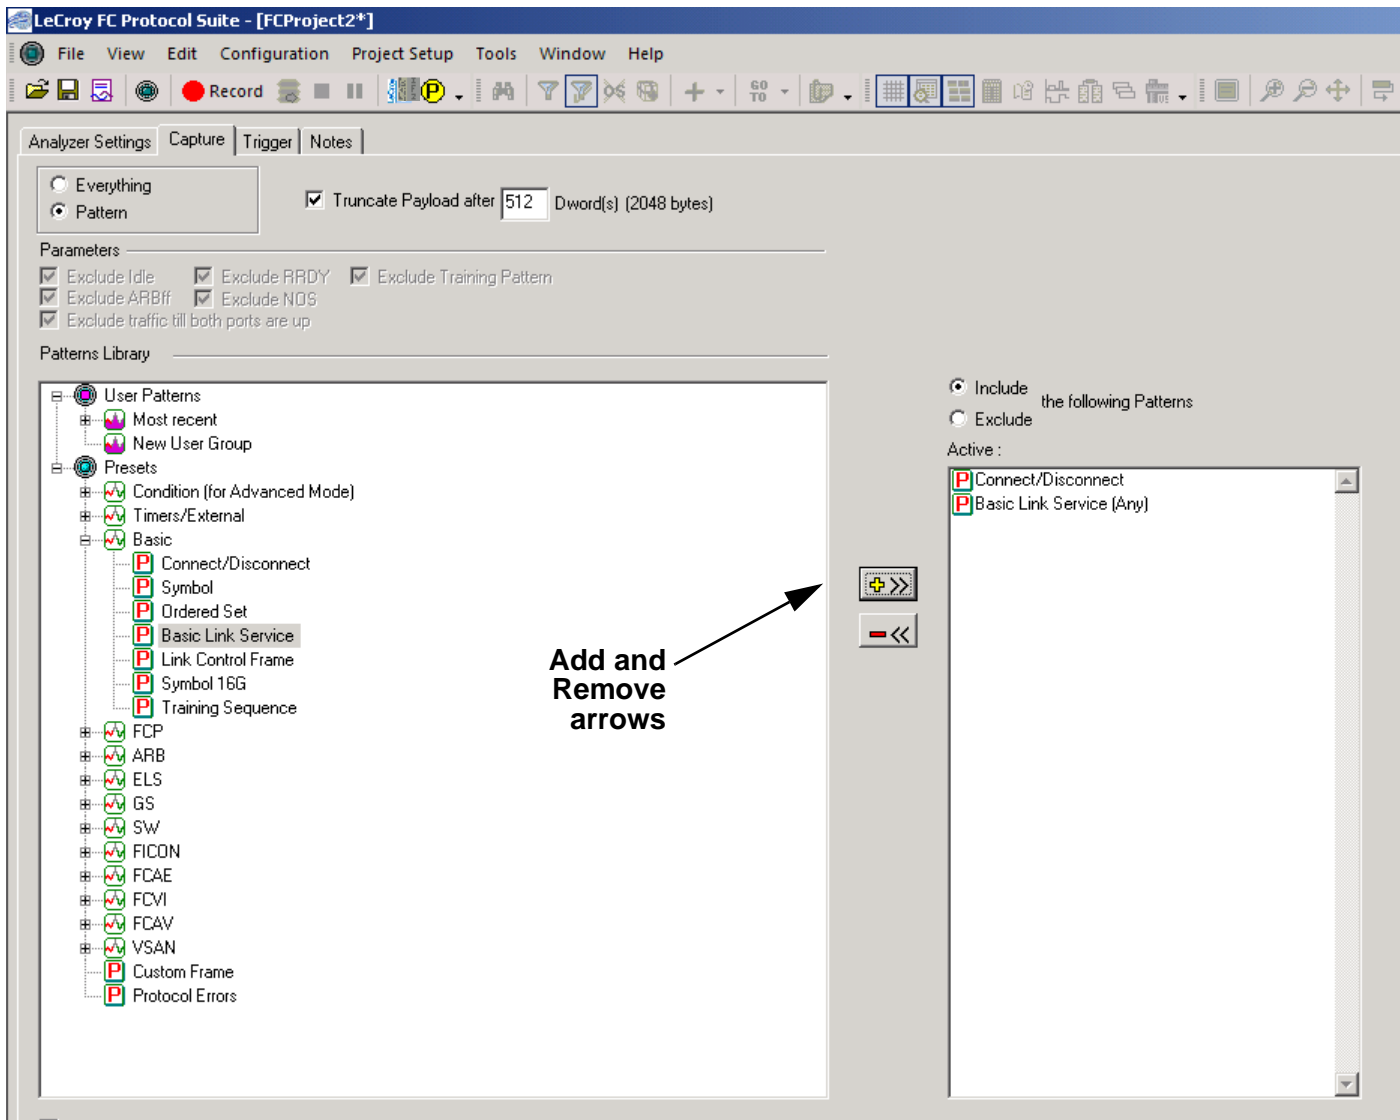 LeCroy FC Protocol Suite - [FCProject2*]
File View Edit Configuration Project Setup Tools Window Help
Record P GO TO
Analyzer Settings Capture Trigger Notes
Everything
Pattern
Truncate Payload after 512 Dword(s) (2048 bytes)
Parameters
Exclude Idle Exclude RRDY Exclude Training Pattern
Exclude ARBff Exclude NOS
Exclude traffic till both ports are up
Patterns Library
User Patterns
Most recent
New User Group
Presets
Condition (for Advanced Mode)
Timers/External
Basic
P Connect/Disconnect
P Symbol
P Ordered Set
P Basic Link Service
P Link Control Frame
P Symbol 16G
P Training Sequence
FCP
ARB
ELS
GS
SW
FICON
FCAE
FCVI
FCAV
VSAN
P Custom Frame
P Protocol Errors
Add and
Remove
arrows
Include
Exclude
the following Patterns
Active :
P Connect/Disconnect
P Basic Link Service (Any)